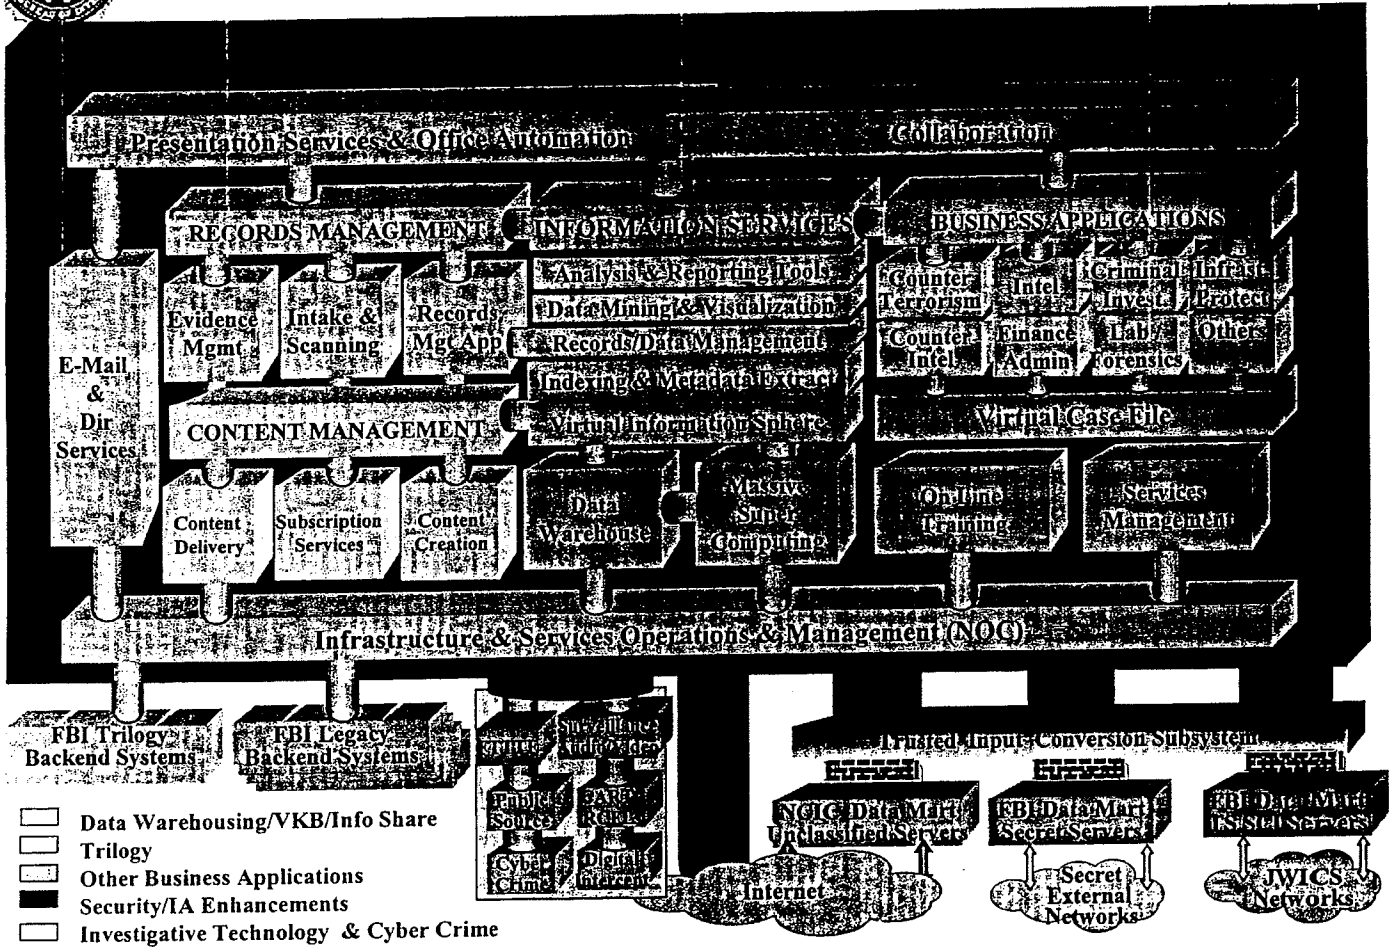 Presentation Services & Office Automation
Collaboration
RECORDS MANAGEMENT
INFORMATION SERVICES
BUSINESS APPLICATIONS
E-Mail
&
Dir
Services
Evidence
Mgmt
Intake &
Scanning
Records
Mgt App
Analysis & Reporting Tools
Data Mining & Visualization
Records/Data Management
Indexing & Metadata Extract
Virtual Information Sphere
Counter
Terrorism
Intel
Criminal
Invest.
Infrast
Protect
Counter
Intel
Finance
Admin
Lab /
Forensics
Others
CONTENT MANAGEMENT
Virtual Case File
Content
Delivery
Subscription
Services
Content
Creation
Data
Warehouse
Massive
Super
Computing
On-Line
Training
Services
Management
Infrastructure & Services Operations & Management (NOC)
FBI Trilogy
Backend Systems
FBI Legacy
Backend Systems
Surveillance
Audio/Video
Public
Source
Cyber
Crime
Digital
Intercept
Trusted Input-Conversion Subsystem
NCIC Data Mart
Unclassified Servers
FBI Data Mart
Secret Servers
FBI Data Mart
Servers
Internet
Secret
External
Networks
JWICS
Networks
Data Warehousing/VKB/Info Share
Trilogy
Other Business Applications
Security/IA Enhancements
Investigative Technology & Cyber Crime